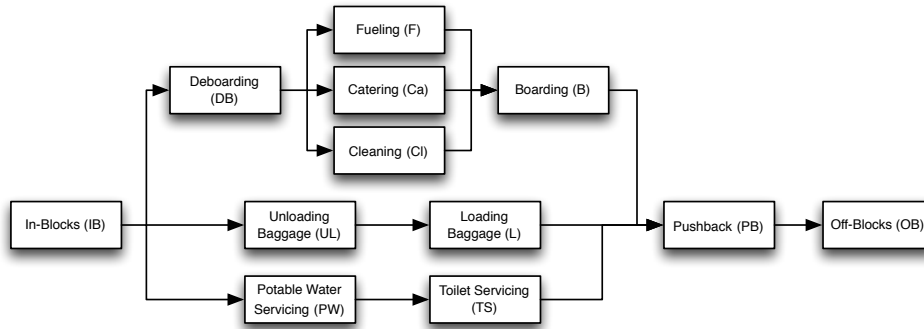 Fueling (F)
Deboarding
(DB)
Catering (Ca)
Boarding (B)
Cleaning (Cl)
In-Blocks (IB)
Unloading
Baggage (UL)
Loading
Baggage (L)
Pushback (PB)
Off-Blocks (OB)
Potable Water
Servicing (PW)
Toilet Servicing
(TS)